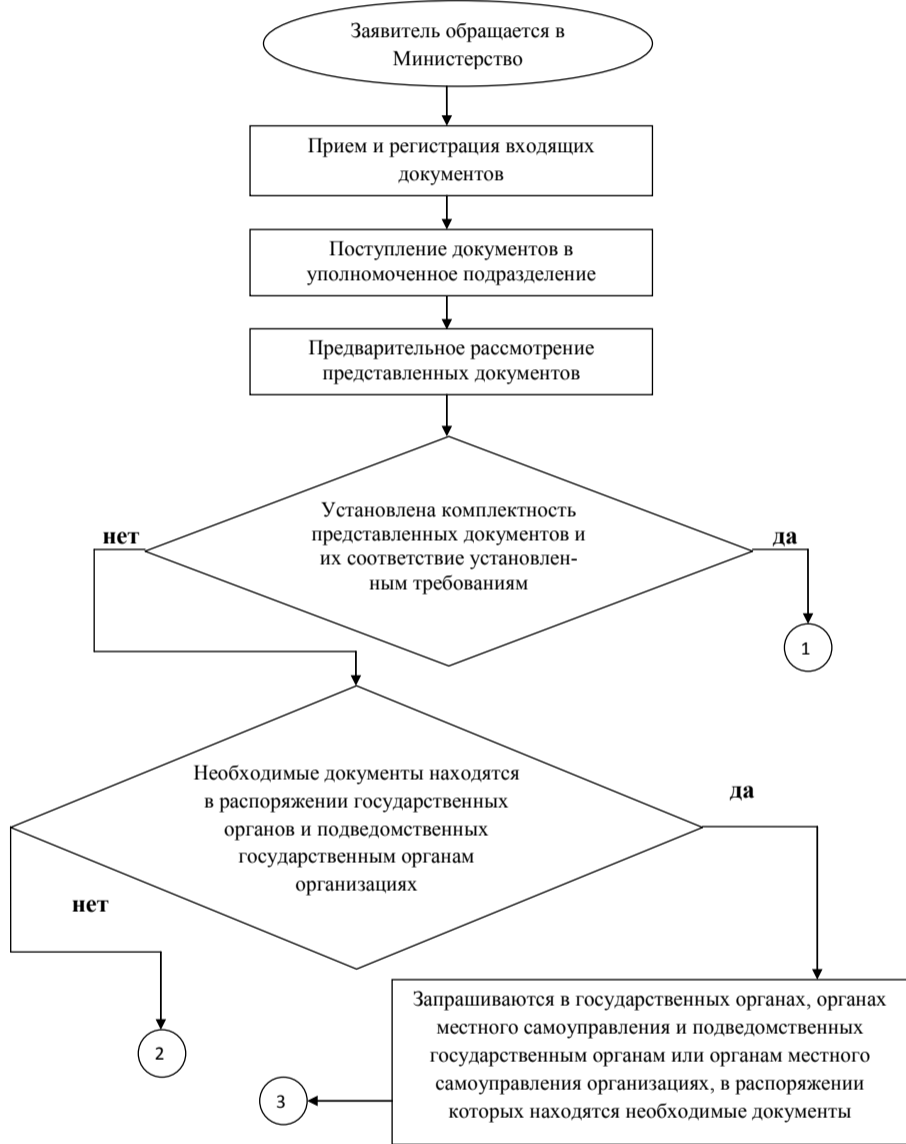 Заявитель обращается в
Министерство
Прием и регистрация входящих
документов
Поступление документов в
уполномоченное подразделение
Предварительное рассмотрение
представленных документов
Установлена комплектность
представленных документов и
их соответствие установлен-
ным требованиям
нет
да
1
Необходимые документы находятся
в распоряжении государственных
органов и подведомственных
государственным органам
организациях
да
нет
2
Запрашиваются в государственных органах, органах
местного самоуправления и подведомственных
государственным органам или органам местного
самоуправления организациях, в распоряжении
которых находятся необходимые документы
3